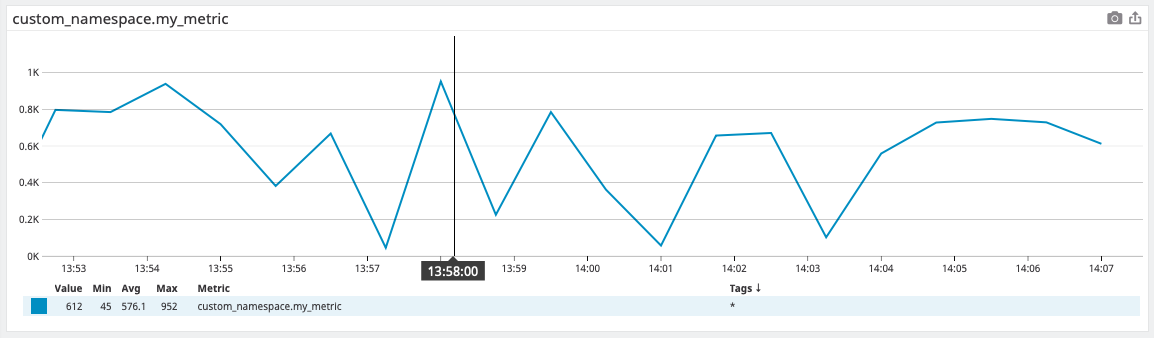 custom_namespace.my_metric
1K
0.8K
0.6K
0.4K
0.2K
0K
13:53 13:54 13:55 13:56 13:57 13:58:00 13:59 14:00 14:01 14:02 14:03 14:04 14:05 14:06 14:07
Value Min Avg Max Metric Tags ↓
612 45 576.1 952 custom_namespace.my_metric *